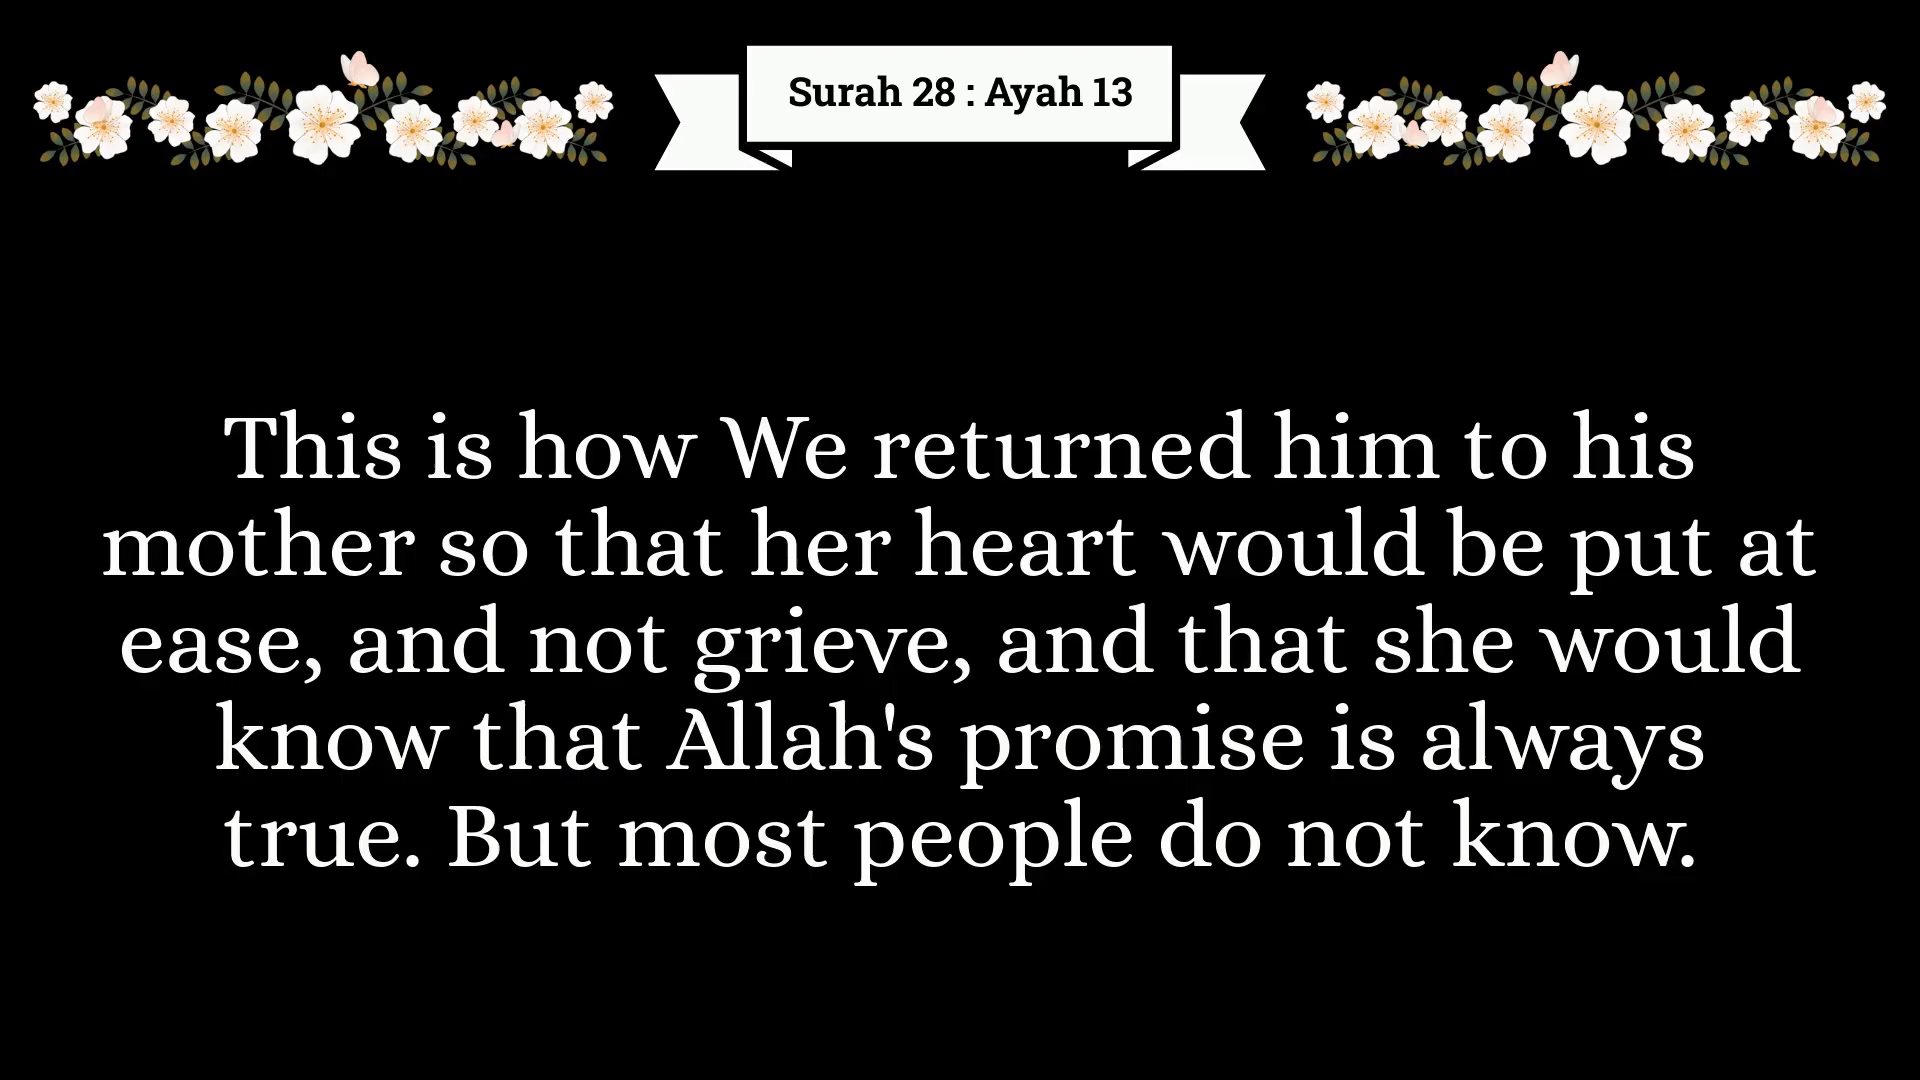 Surah 28 : Ayah 13
This is how We returned him to his
mother so that her heart would be put at
ease, and not grieve, and that she would
know that Allah's promise is always
true. But most people do not know.